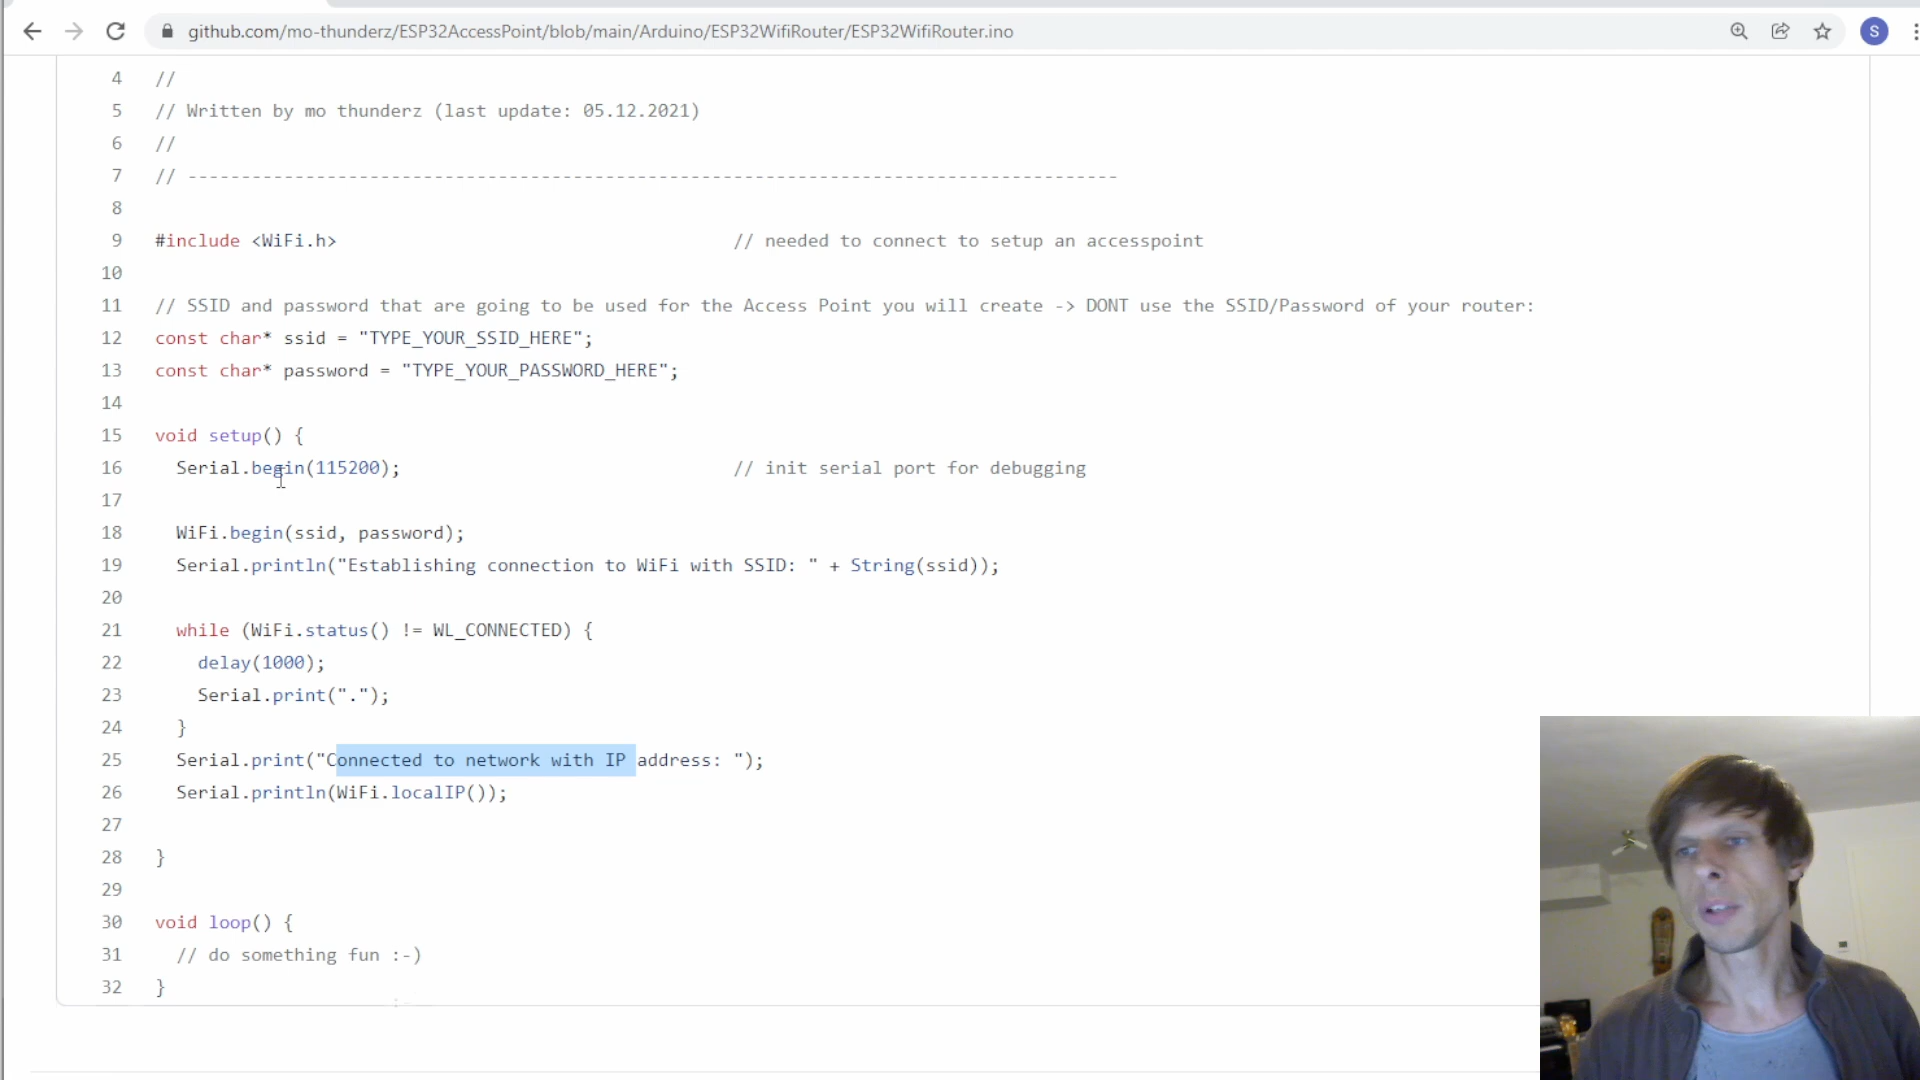 github.com/mo-thunderz/ESP32AccessPoint/blob/main/Arduino/ESP32WifiRouter/ESP32WifiRouter.ino
S
4 //
5 // Written by mo thunderz (last update: 05.12.2021)
6 //
7 // ---------------------------------------------------------------------------------------
8
9 #include <WiFi.h> // needed to connect to setup an accesspoint
10
11 // SSID and password that are going to be used for the Access Point you will create -> DONT use the SSID/Password of your router:
12 const char* ssid = "TYPE_YOUR_SSID_HERE";
13 const char* password = "TYPE_YOUR_PASSWORD_HERE";
14
15 void setup() {
16 Serial.begin(115200); // init serial port for debugging
17
18 WiFi.begin(ssid, password);
19 Serial.println("Establishing connection to WiFi with SSID: " + String(ssid));
20
21 while (WiFi.status() != WL_CONNECTED) {
22 delay(1000);
23 Serial.print(".");
24 }
25 Serial.print("Connected to network with IP address: ");
26 Serial.println(WiFi.localIP());
27
28 }
29
30 void loop() {
31 // do something fun :-)
32 }